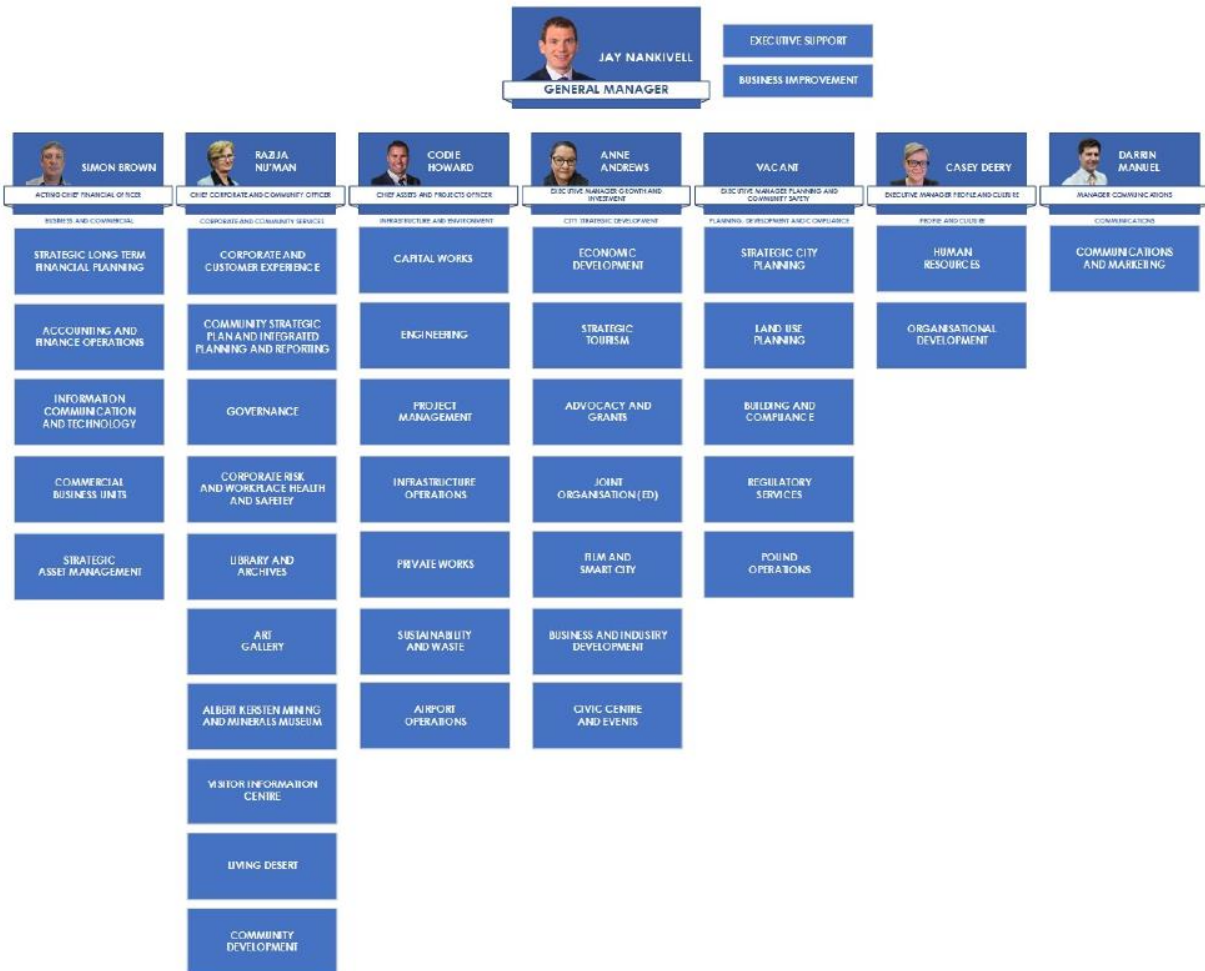 JAY NANKIVELL
GENERAL MANAGER
EXECUTIVE SUPPORT
BUSINESS IMPROVEMENT
SIMON BROWN
ACTING CHIEF FINANCIAL OFFICER
BUSINESS AND COMMERCIAL
STRATEGIC LONG TERM
FINANCIAL PLANNING
ACCOUNTING AND
FINANCE OPERATIONS
INFORMATION
COMMUNICATION
AND TECHNOLOGY
COMMERCIAL
BUSINESS UNITS
STRATEGIC
ASSET MANAGEMENT
RAZIJA
NU'MAN
CHIEF CORPORATE AND COMMUNITY OFFICER
CORPORATE AND COMMUNITY SERVICES
CORPORATE AND
CUSTOMER EXPERIENCE
COMMUNITY STRATEGIC
PLAN AND INTEGRATED
PLANNING AND REPORTING
GOVERNANCE
CORPORATE RISK
AND WORKPLACE HEALTH
AND SAFETEY
LIBRARY AND
ARCHIVES
ART
GALLERY
ALBERT KERSTEN MINING
AND MINERALS MUSEUM
VISITOR INFORMATION
CENTRE
LIVING DESERT
COMMUNITY
DEVELOPMENT
CODIE
HOWARD
CHIEF ASSETS AND PROJECTS OFFICER
INFRASTRUCTURE AND ENVIRONMENT
CAPITAL WORKS
ENGINEERING
PROJECT
MANAGEMENT
INFRASTRUCTURE
OPERATIONS
PRIVATE WORKS
SUSTAINABILITY
AND WASTE
AIRPORT
OPERATIONS
ANNE
ANDREWS
EXECUTIVE MANAGER GROWTH AND
INVESTMENT
CITY STRATEGIC DEVELOPMENT
ECONOMIC
DEVELOPMENT
STRATEGIC
TOURISM
ADVOCACY AND
GRANTS
JOINT
ORGANISATION (ED)
FILM AND
SMART CITY
BUSINESS AND INDUSTRY
DEVELOPMENT
CIVIC CENTRE
AND EVENTS
VACANT
EXECUTIVE MANAGER PLANNING AND
COMMUNITY SAFETY
PLANNING, DEVELOPMENT AND COMPLIANCE
STRATEGIC CITY
PLANNING
LAND USE
PLANNING
BUILDING AND
COMPLIANCE
REGULATORY
SERVICES
POUND
OPERATIONS
CASEY DEERY
EXECUTIVE MANAGER PEOPLE AND CULTURE
PEOPLE AND CULTURE
HUMAN
RESOURCES
ORGANISATIONAL
DEVELOPMENT
DARRIN
MANUEL
MANAGER COMMUNICATIONS
COMMUNICATIONS
COMMUNICATIONS
AND MARKETING